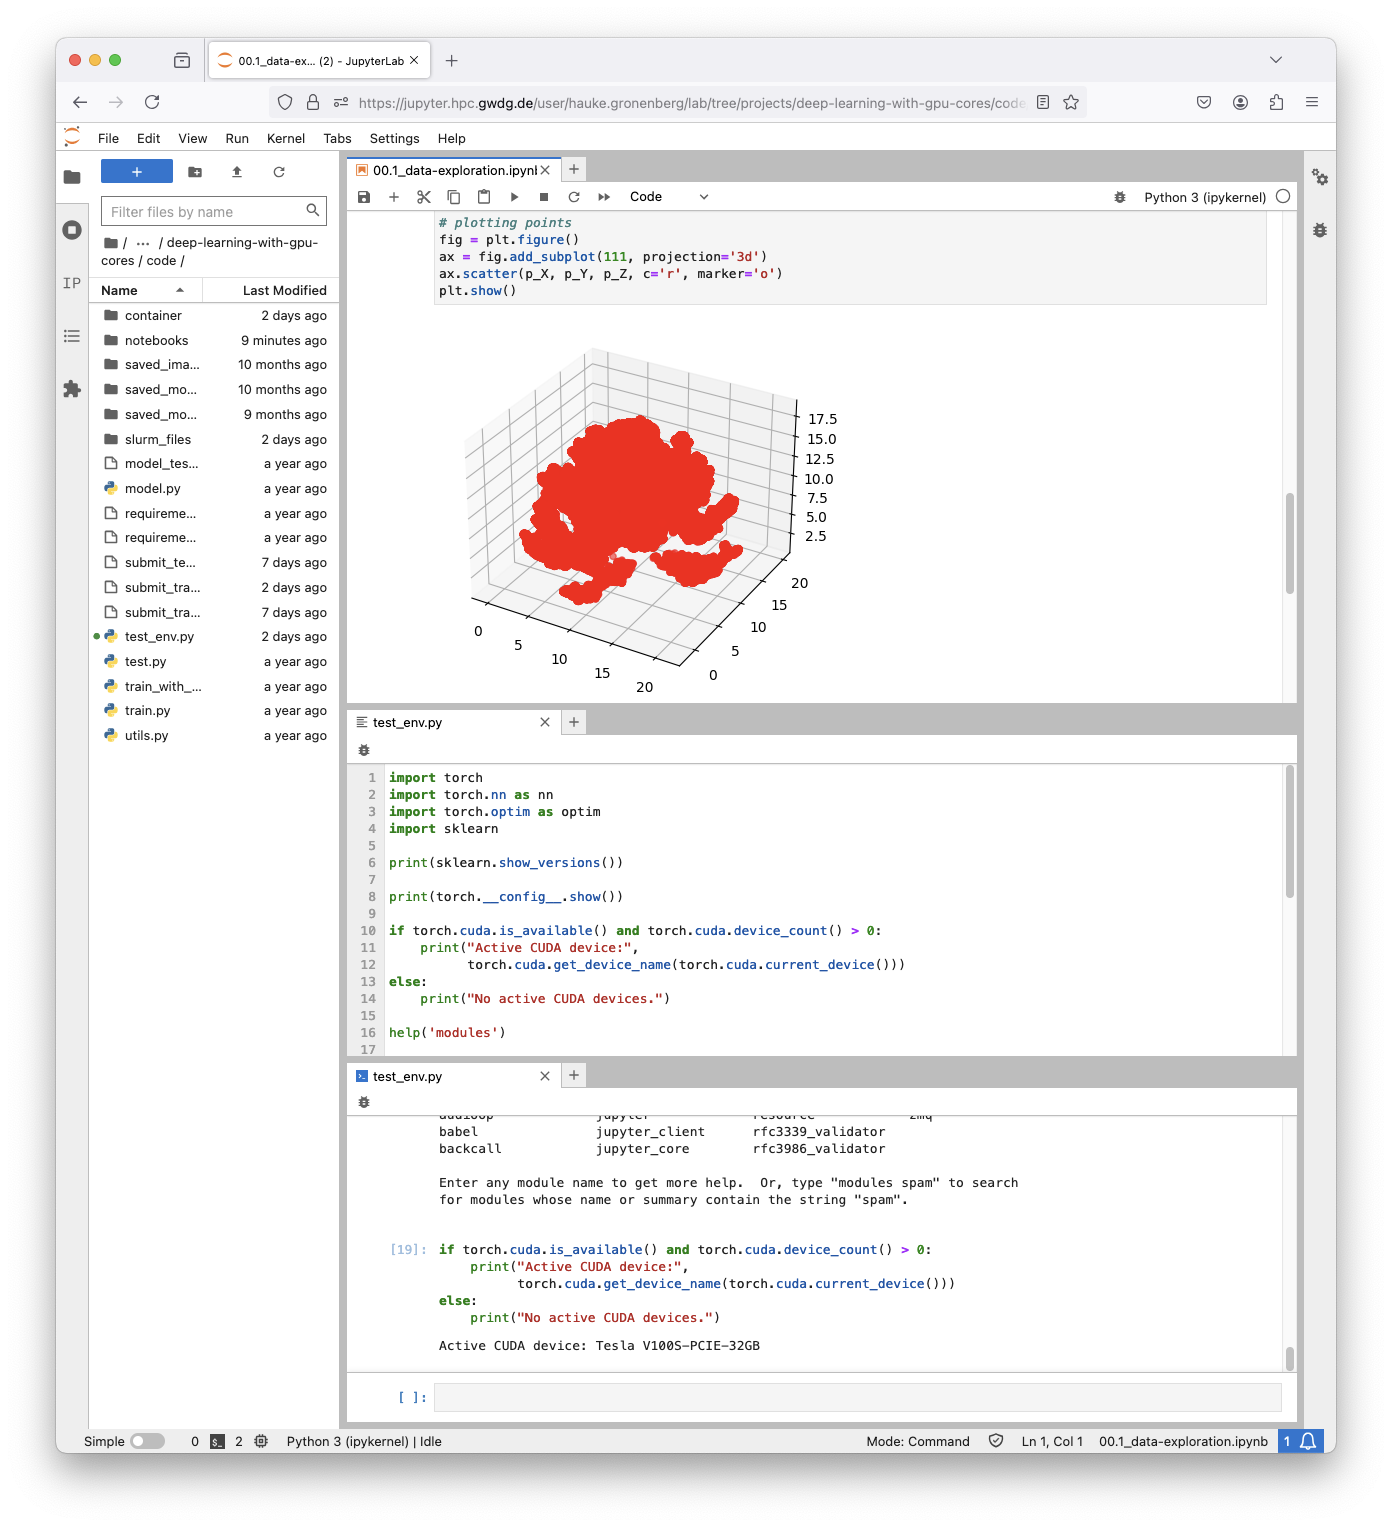 00.1_data-ex... (2) - JupyterLab
https://jupyter.hpc.gwdg.de/user/hauke.gronenberg/lab/tree/projects/deep-learning-with-gpu-cores/code
File Edit View Run Kernel Tabs Settings Help
Filter files by name
/ ... / deep-learning-with-gpu-
cores / code /
Name Last Modified
container 2 days ago
notebooks 9 minutes ago
saved_ima... 10 months ago
saved_mo... 10 months ago
saved_mo... 9 months ago
slurm_files 2 days ago
model_tes... a year ago
model.py a year ago
requireme... a year ago
requireme... a year ago
submit_te... 7 days ago
submit_tra... 2 days ago
submit_tra... 7 days ago
test_env.py 2 days ago
test.py a year ago
train_with_... a year ago
train.py a year ago
utils.py a year ago
IP
00.1_data-exploration.ipynl
Code
Python 3 (ipykernel)
# plotting points
fig = plt.figure()
ax = fig.add_subplot(111, projection='3d')
ax.scatter(p_X, p_Y, p_Z, c='r', marker='o')
plt.show()
17.5
15.0
12.5
10.0
7.5
5.0
2.5
20
15
10
5
0
0
5
10
15
20
test_env.py
1 import torch
2 import torch.nn as nn
3 import torch.optim as optim
4 import sklearn
5
6 print(sklearn.show_versions())
7
8 print(torch.__config__.show())
9
10 if torch.cuda.is_available() and torch.cuda.device_count() > 0:
11 print("Active CUDA device:",
12 torch.cuda.get_device_name(torch.cuda.current_device()))
13 else:
14 print("No active CUDA devices.")
15
16 help('modules')
17
test_env.py
audioop jupyter resource zmq
babel jupyter_client rfc3339_validator
backcall jupyter_core rfc3986_validator
Enter any module name to get more help.  Or, type "modules spam" to search
for modules whose name or summary contain the string "spam".
[19]: if torch.cuda.is_available() and torch.cuda.device_count() > 0:
print("Active CUDA device:",
torch.cuda.get_device_name(torch.cuda.current_device()))
else:
print("No active CUDA devices.")
Active CUDA device: Tesla V100S-PCIE-32GB
[ ]:
Simple 0 $_ 2 Python 3 (ipykernel) | Idle Mode: Command Ln 1, Col 1 00.1_data-exploration.ipynb 1